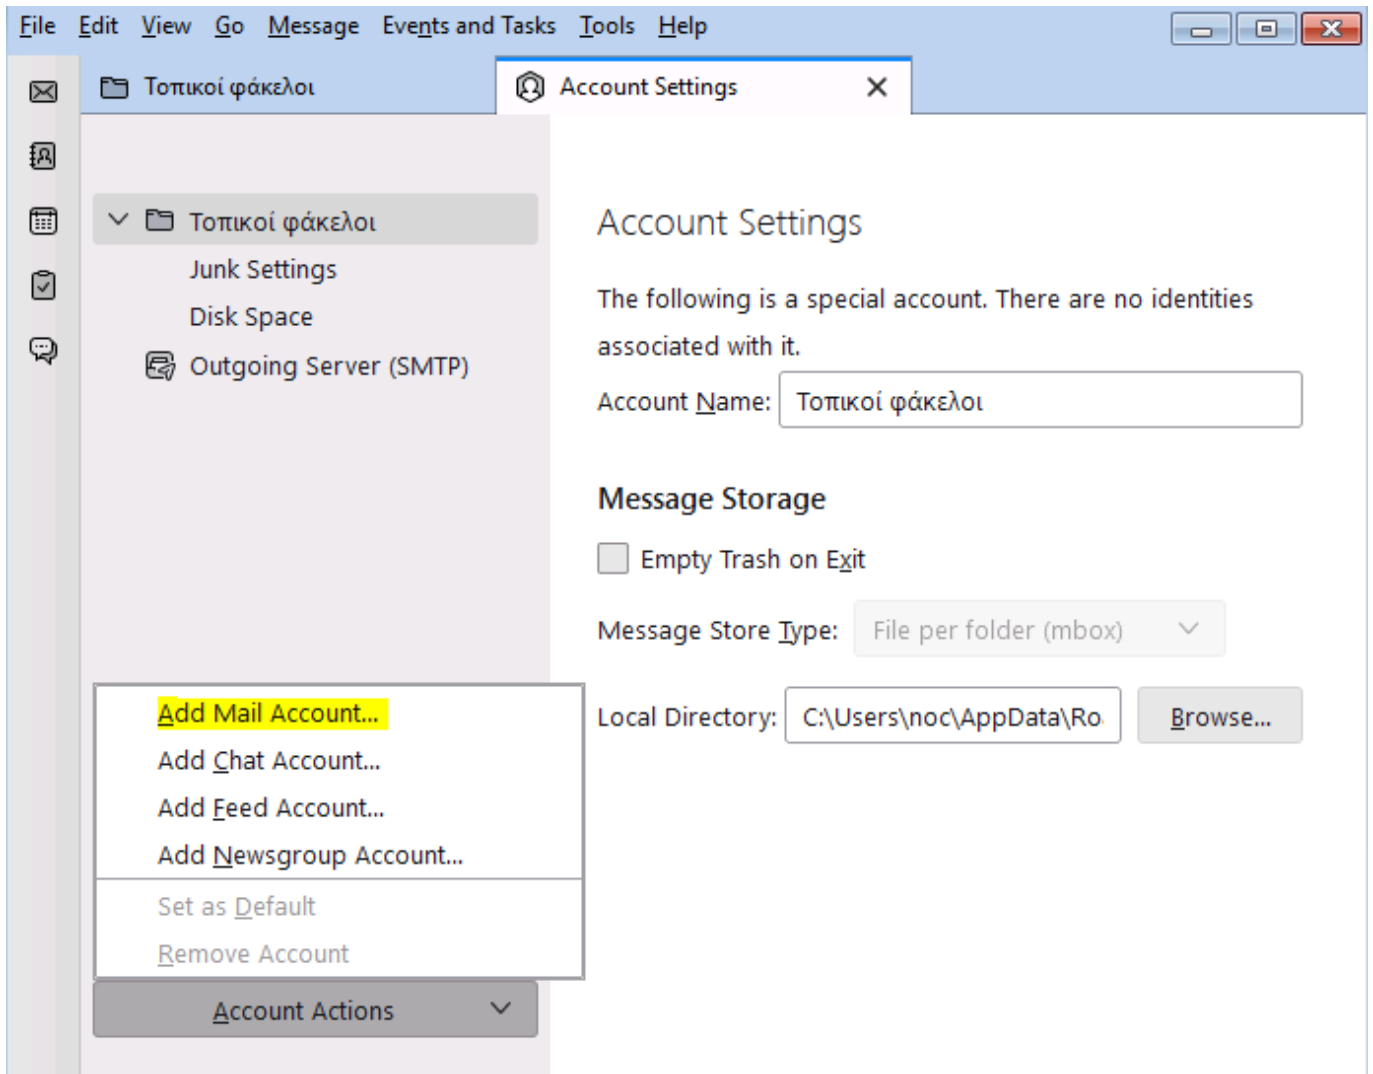 File Edit View Go Message Events and Tasks Tools Help
Τοπικοί φάκελοι
Account Settings
Τοπικοί φάκελοι
Junk Settings
Disk Space
Outgoing Server (SMTP)
Account Settings
The following is a special account. There are no identities
associated with it.
Account Name: Τοπικοί φάκελοι
Message Storage
Empty Trash on Exit
Message Store Type: File per folder (mbox)
Local Directory: C:\Users\noc\AppData\Ro Browse...
Add Mail Account...
Add Chat Account...
Add Feed Account...
Add Newsgroup Account...
Set as Default
Remove Account
Account Actions